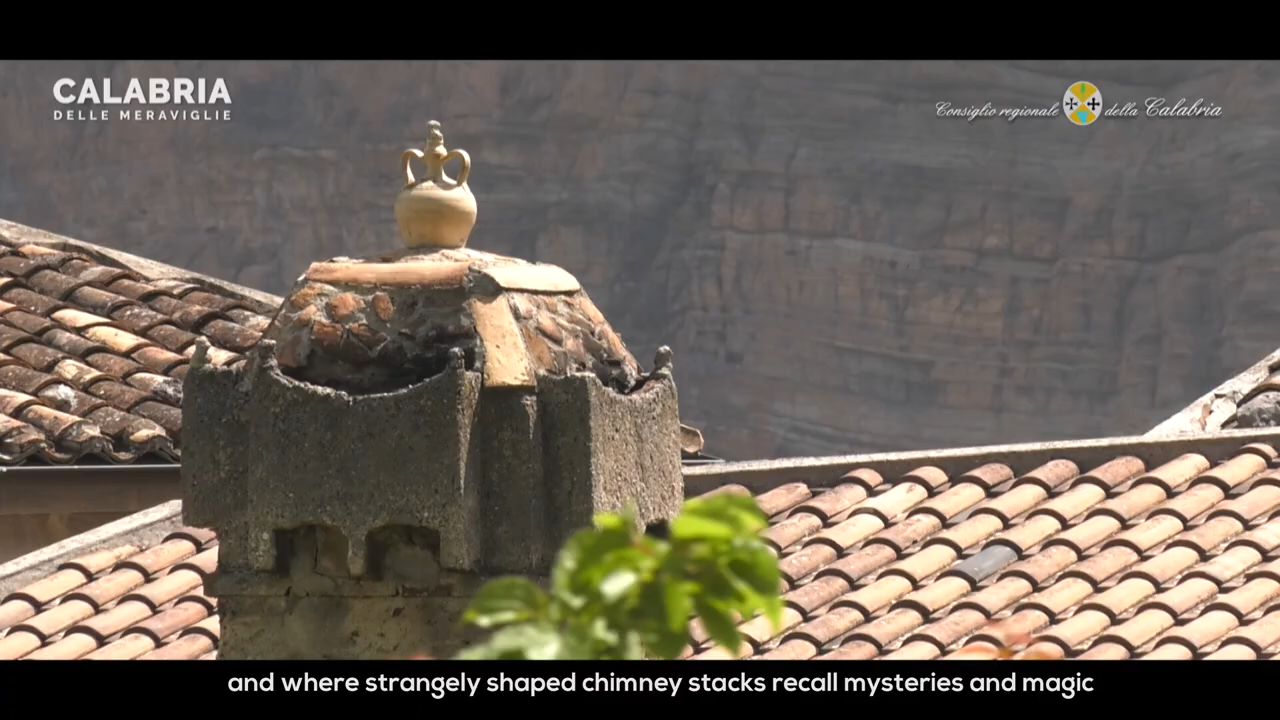 CALABRIA
DELLE MERAVIGLIE
Consiglio regionale della Calabria
and where strangely shaped chimney stacks recall mysteries and magic